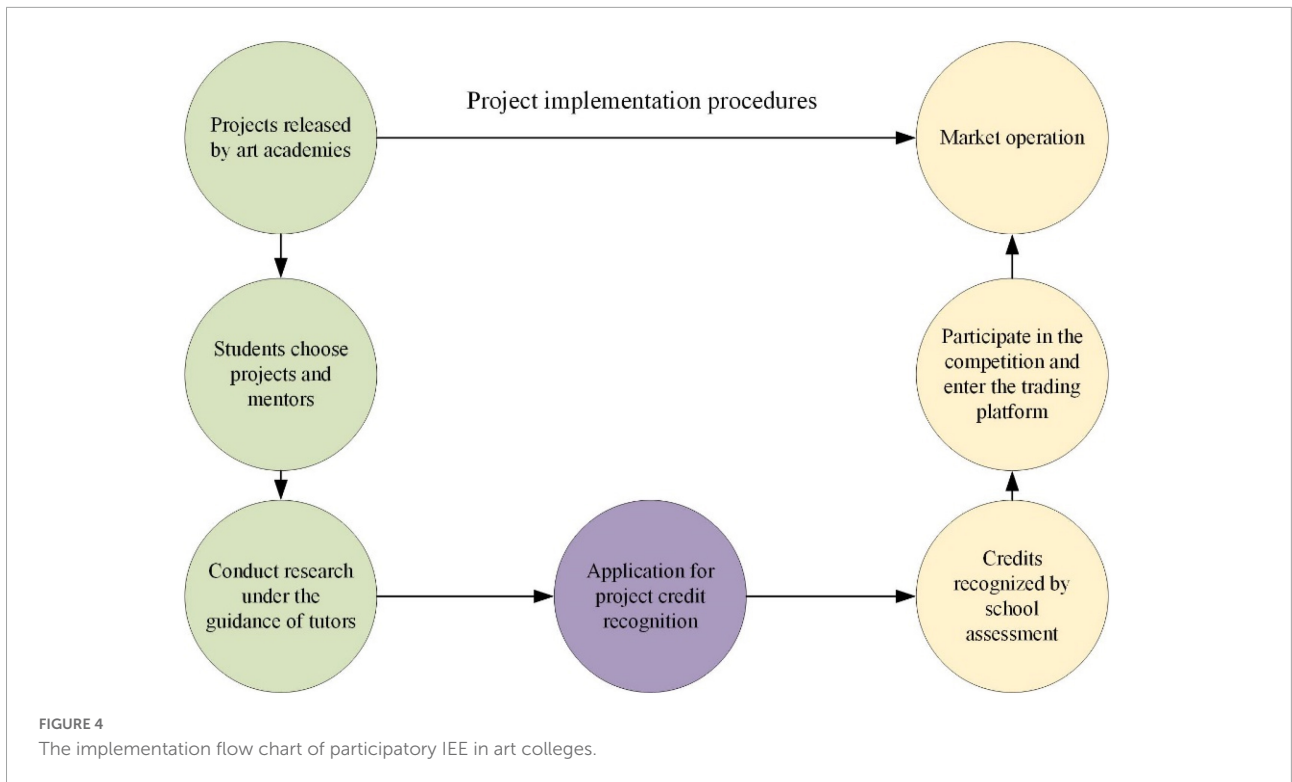 Projects released
by art academies
Project implementation procedures
Market operation
Students choose
projects and
mentors
Participate in the
competition and
enter the trading
platform
Conduct research
under the
guidance of tutors
Application for
project credit
recognition
Credits
recognized by
school
assessment
FIGURE 4
The implementation flow chart of participatory IEE in art colleges.